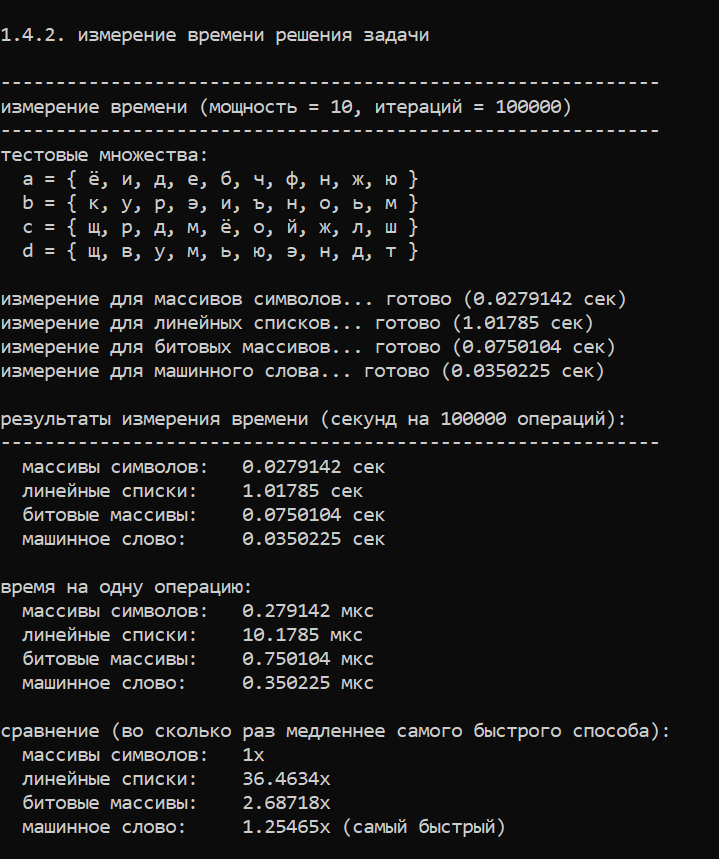 1.4.2. измерение времени решения задачи
------------------------------------------------------------
измерение времени (мощность = 10, итераций = 100000)
------------------------------------------------------------
тестовые множества:
a = { ё, и, д, е, б, ч, ф, н, ж, ю }
b = { к, у, р, э, и, ъ, н, о, ь, м }
c = { щ, р, д, м, ё, о, й, ж, л, ш }
d = { щ, в, у, м, ь, ю, э, н, д, т }
измерение для массивов символов... готово (0.0279142 сек)
измерение для линейных списков... готово (1.01785 сек)
измерение для битовых массивов... готово (0.0750104 сек)
измерение для машинного слова... готово (0.0350225 сек)
результаты измерения времени (секунд на 100000 операций):
------------------------------------------------------------
массивы символов:   0.0279142 сек
линейные списки:    1.01785 сек
битовые массивы:    0.0750104 сек
машинное слово:     0.0350225 сек
время на одну операцию:
массивы символов:   0.279142 мкс
линейные списки:    10.1785 мкс
битовые массивы:    0.750104 мкс
машинное слово:     0.350225 мкс
сравнение (во сколько раз медленнее самого быстрого способа):
массивы символов:   1x
линейные списки:    36.4634x
битовые массивы:    2.68718x
машинное слово:     1.25465x (самый быстрый)